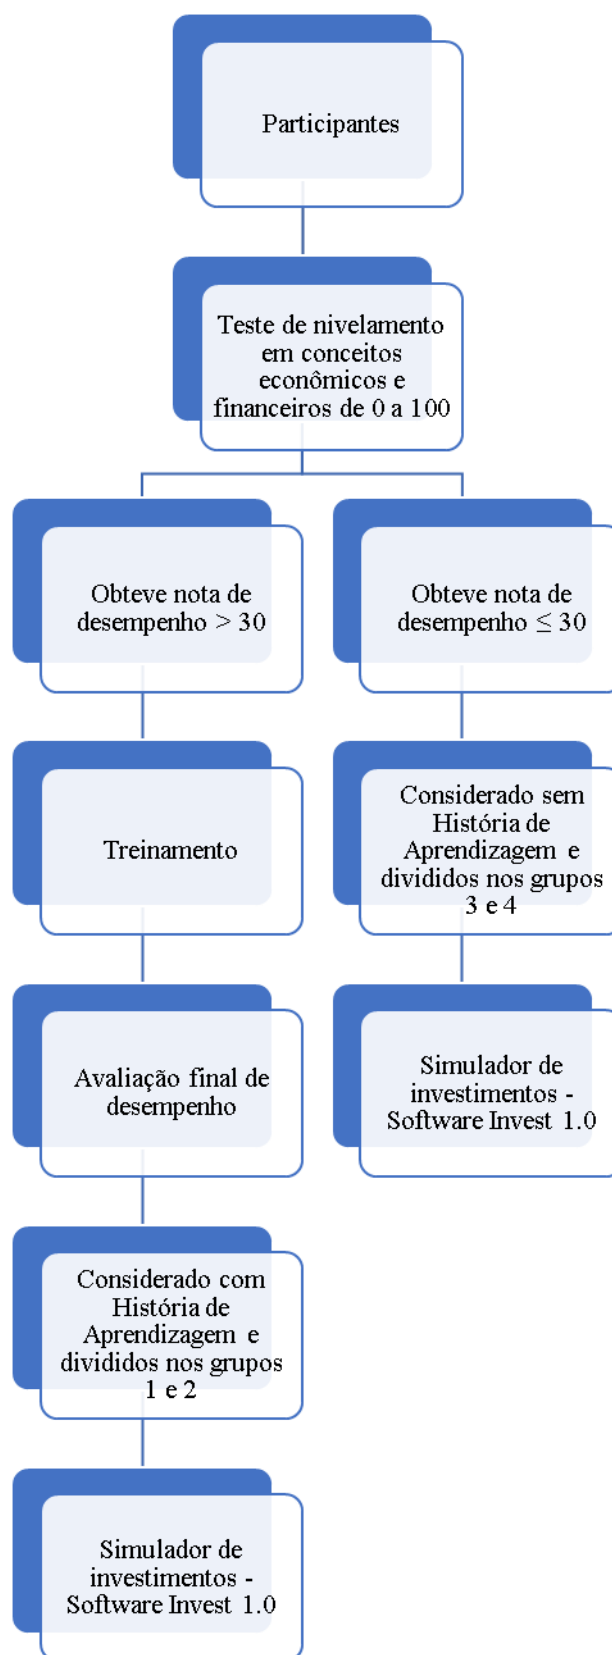 Participantes
Teste de nivelamento
em conceitos
econômicos e
financeiros de 0 a 100
Obteve nota de
desempenho > 30
Obteve nota de
desempenho ≤ 30
Treinamento
Considerado sem
História de
Aprendizagem e
divididos nos grupos
3 e 4
Avaliação final de
desempenho
Simulador de
investimentos -
Software Invest 1.0
Considerado com
História de
Aprendizagem e
divididos nos grupos
1 e 2
Simulador de
investimentos -
Software Invest 1.0